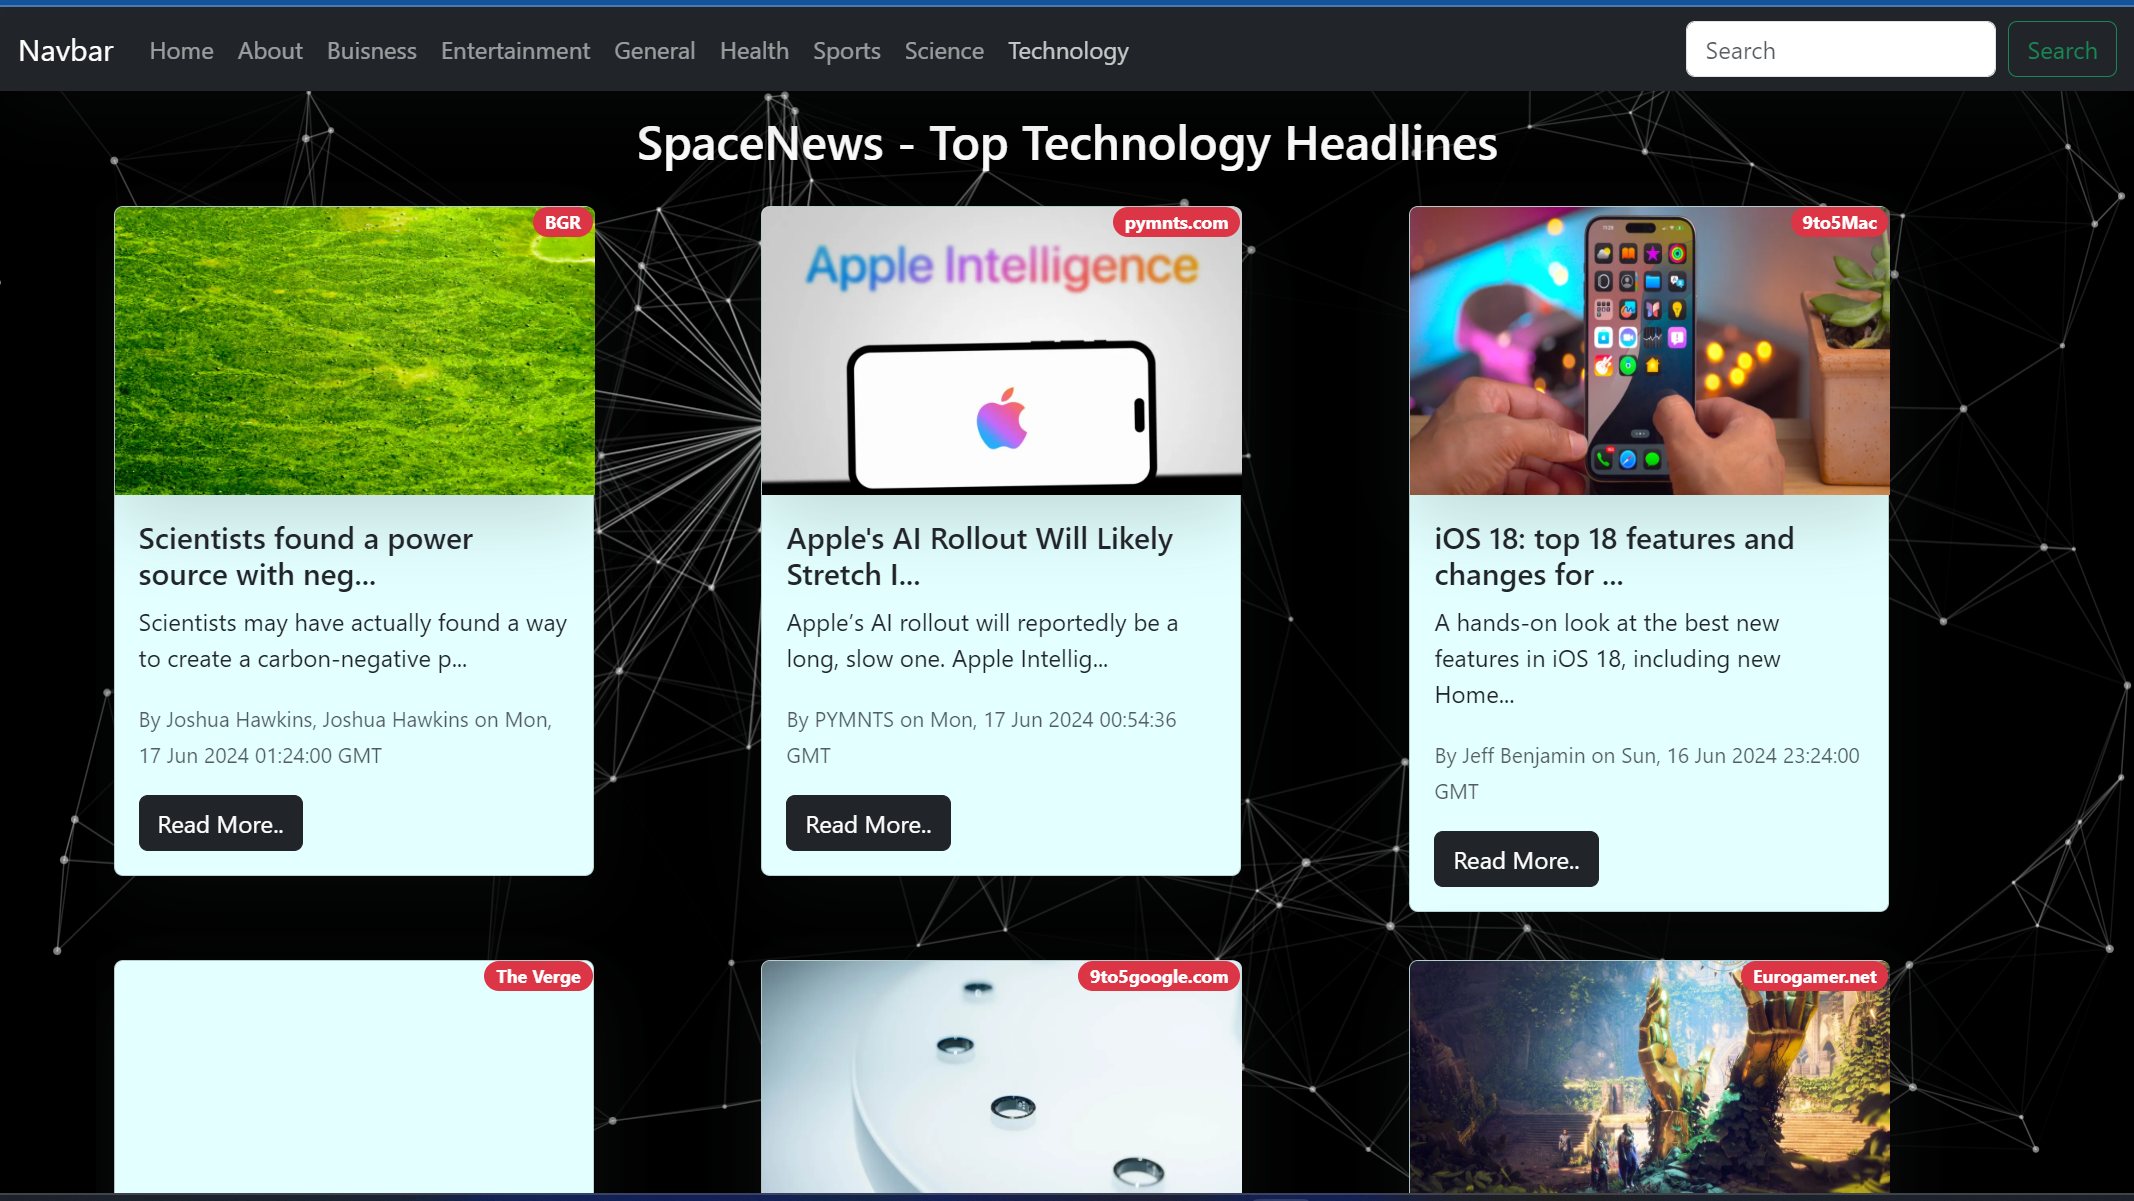 Navbar Home About Buisness Entertainment General Health Sports Science Technology Search Search
SpaceNews - Top Technology Headlines
BGR
Scientists found a power
source with neg...
Scientists may have actually found a way
to create a carbon-negative p...
By Joshua Hawkins, Joshua Hawkins on Mon,
17 Jun 2024 01:24:00 GMT
Read More..
pymnts.com
Apple Intelligence
Apple's AI Rollout Will Likely
Stretch I...
Apple’s AI rollout will reportedly be a
long, slow one. Apple Intellig...
By PYMNTS on Mon, 17 Jun 2024 00:54:36
GMT
Read More..
9to5Mac
iOS 18: top 18 features and
changes for ...
A hands-on look at the best new
features in iOS 18, including new
Home...
By Jeff Benjamin on Sun, 16 Jun 2024 23:24:00
GMT
Read More..
The Verge
9to5google.com
Eurogamer.net